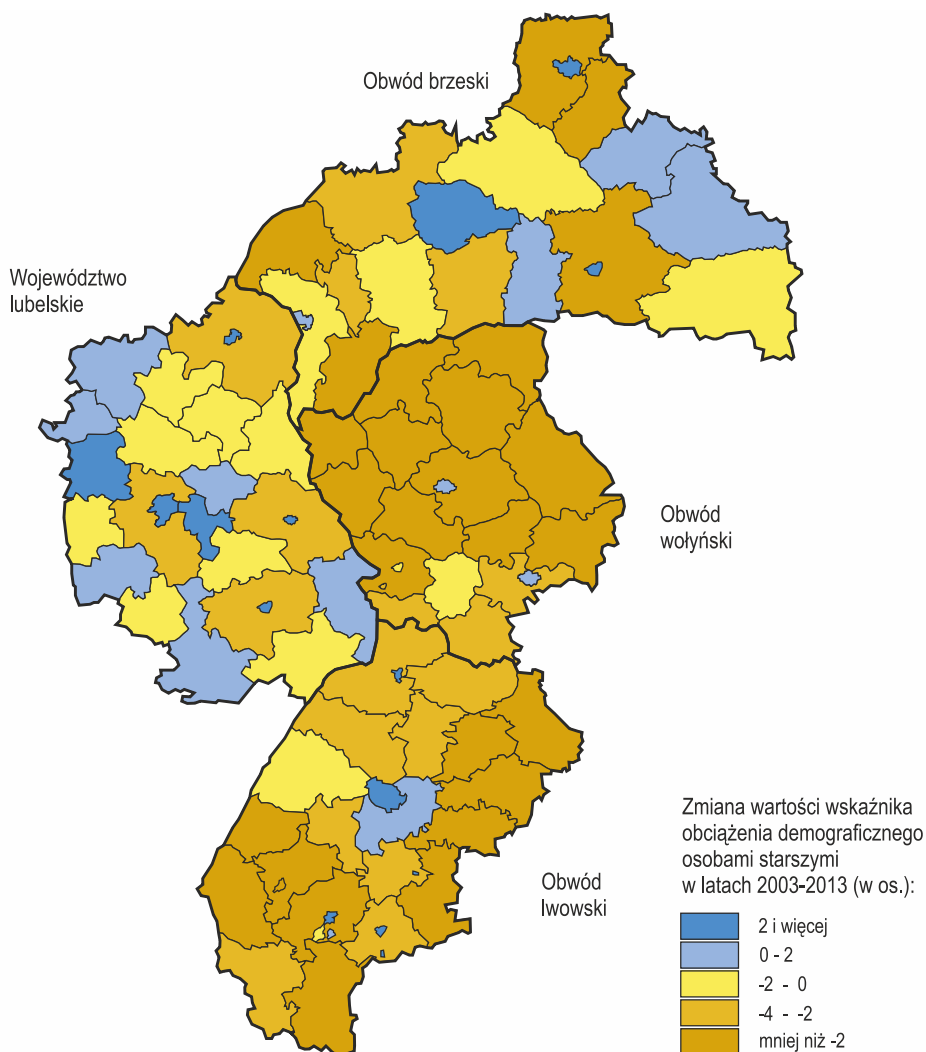 Obwód brzeski
Województwo
lubelskie
Obwód
wołyński
Obwód
lwowski
Zmiana wartości wskaźnika
obciążenia demograficznego
osobami starszymi
w latach 2003-2013 (w os.):
2 i więcej
0 - 2
-2 - 0
-4 - -2
mniej niż -2